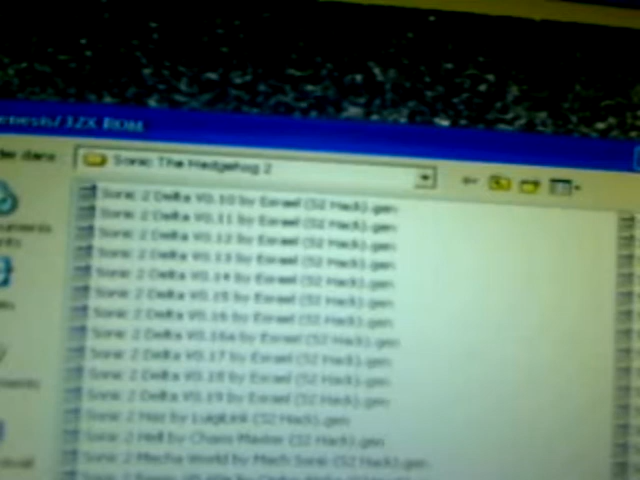 enesis/32X ROM
der dans:
Sonic The Hedgehog 2
Sonic 2 Delta V0.10 by Esrael (S2 Hack).gen
Sonic 2 Delta V0.11 by Esrael (S2 Hack).gen
Sonic 2 Delta V0.12 by Esrael (S2 Hack).gen
Sonic 2 Delta V0.13 by Esrael (S2 Hack).gen
Sonic 2 Delta V0.14 by Esrael (S2 Hack).gen
Sonic 2 Delta V0.15 by Esrael (S2 Hack).gen
Sonic 2 Delta V0.16 by Esrael (S2 Hack).gen
Sonic 2 Delta V0.16a by Esrael (S2 Hack).gen
Sonic 2 Delta V0.17 by Esrael (S2 Hack).gen
Sonic 2 Delta V0.18 by Esrael (S2 Hack).gen
Sonic 2 Delta V0.19 by Esrael (S2 Hack).gen
Sonic 2 by LuigiLink (S2 Hack).gen
Sonic 2 Hell by Chaos Master (S2 Hack).gen
Sonic 2 Mecha World by Mach Sonic (S2 Hack).gen